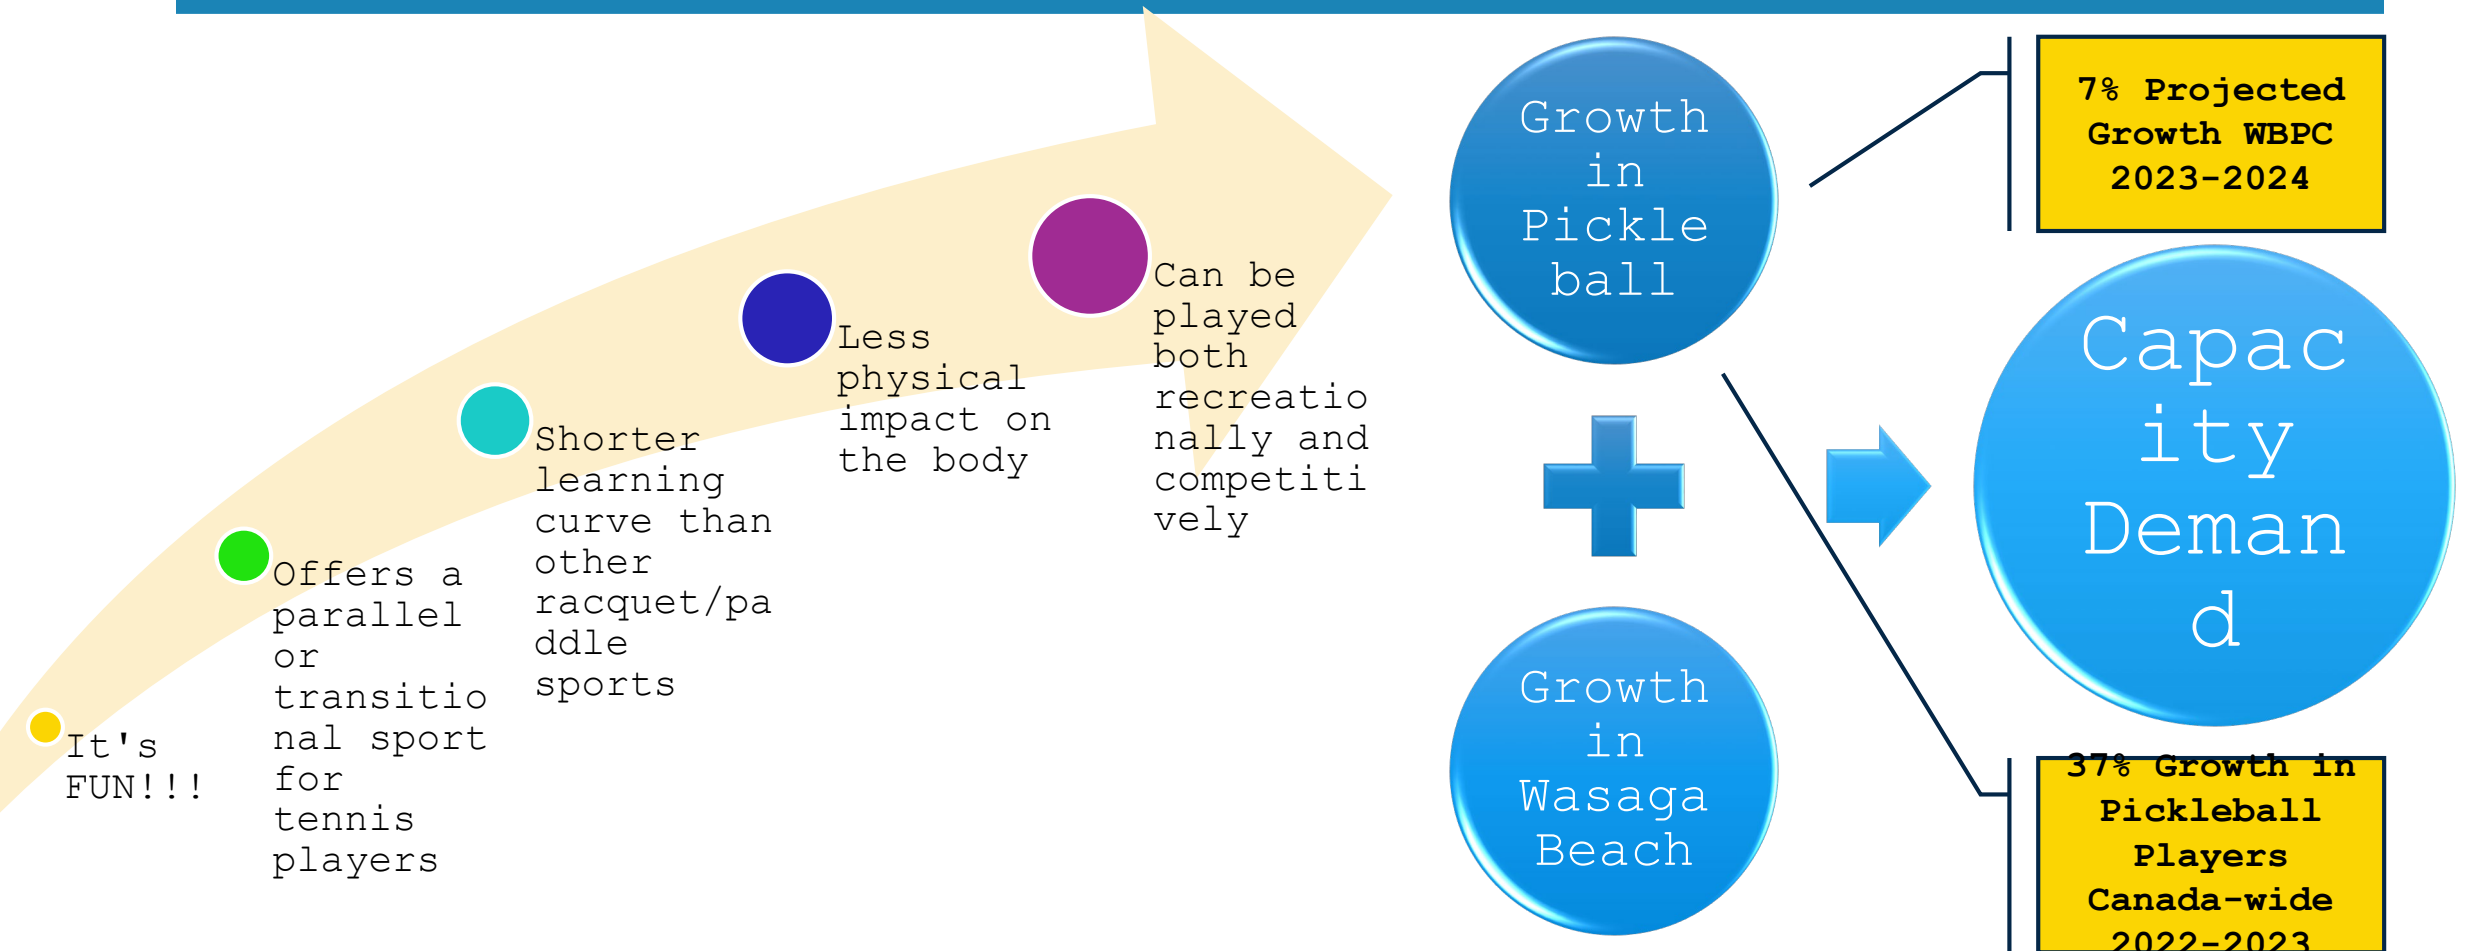 It's
FUN!!!
Offers a
parallel
or
transitio
nal sport
for
tennis
players
Shorter
learning
curve than
other
racquet/pa
ddle
sports
Less
physical
impact on
the body
Can be
played
both
recreatio
nally and
competiti
vely
Growth
in
Pickle
ball
Growth
in
Wasaga
Beach
7% Projected
Growth WBPC
2023-2024
Capac
ity
Deman
d
37% Growth in
Pickleball
Players
Canada-wide
2022-2023